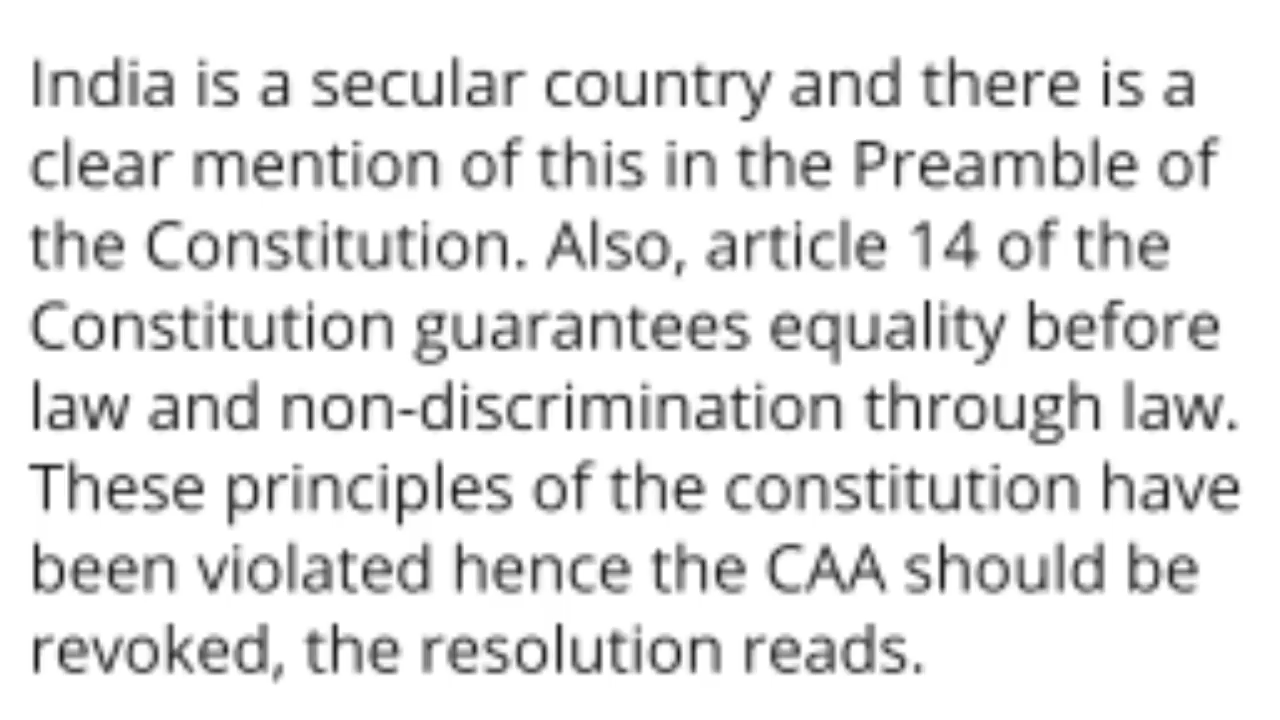 India is a secular country and there is a
clear mention of this in the Preamble of
the Constitution. Also, article 14 of the
Constitution guarantees equality before
law and non-discrimination through law.
These principles of the constitution have
been violated hence the CAA should be
revoked, the resolution reads.